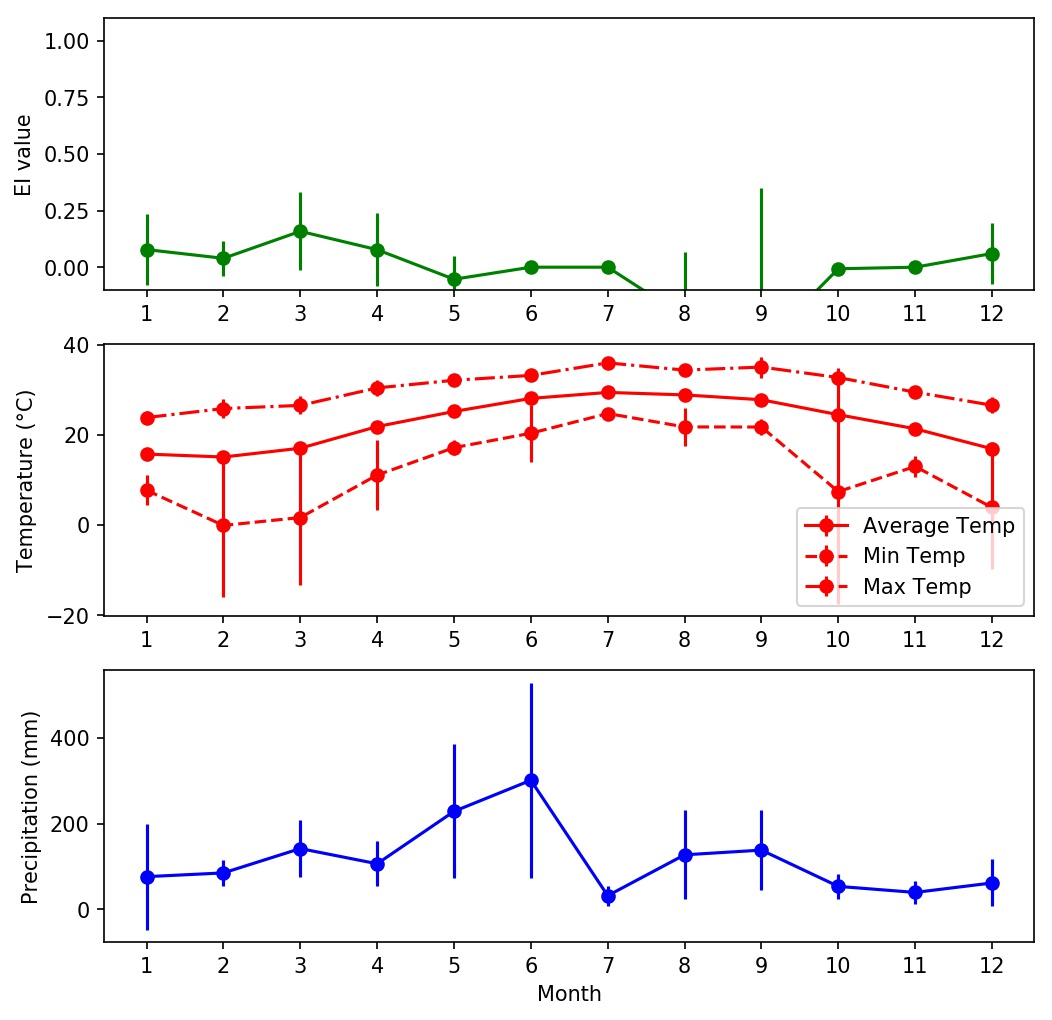 EI value
1.00
0.75
0.50
0.25
0.00
1 2 3 4 5 6 7 8 9 10 11 12
Temperature (°C)
40
20
0
−20
Average Temp
Min Temp
Max Temp
1 2 3 4 5 6 7 8 9 10 11 12
Precipitation (mm)
400
200
0
1 2 3 4 5 6 7 8 9 10 11 12
Month